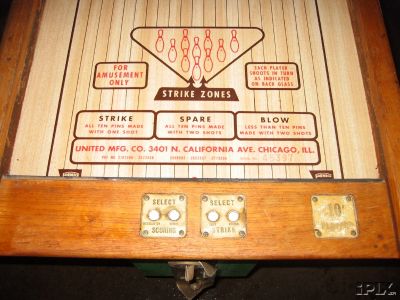 FOR
AMUSEMENT
ONLY
EACH PLAYER
SHOOTS IN TURN
AS INDICATED
ON BACK GLASS
STRIKE ZONES
STRIKE
ALL TEN PINS MADE
WITH ONE SHOT
SPARE
ALL TEN PINS MADE
WITH TWO SHOTS
BLOW
LESS THAN TEN PINS
MADE WITH TWO SHOTS
UNITED MFG. CO. 3401 N. CALIFORNIA AVE. CHICAGO, ILL.
SELECT
SCORING
SELECT
STRIKE
10¢
iPLX